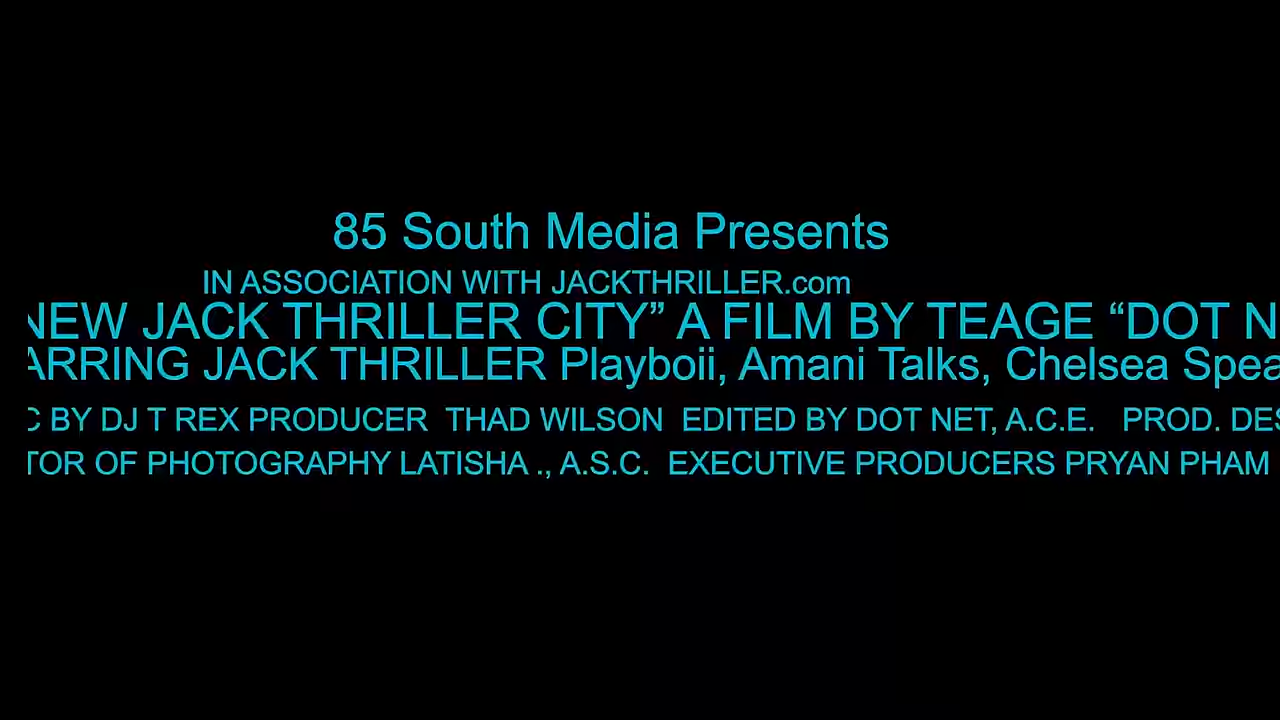 85 South Media Presents
IN ASSOCIATION WITH JACKTHRILLER.com
NEW JACK THRILLER CITY” A FILM BY TEAGE “DOT N
ARRING JACK THRILLER Playboii, Amani Talks, Chelsea Spea
C BY DJ T REX PRODUCER THAD WILSON EDITED BY DOT NET, A.C.E. PROD. DES
TOR OF PHOTOGRAPHY LATISHA ., A.S.C. EXECUTIVE PRODUCERS PRYAN PHAM